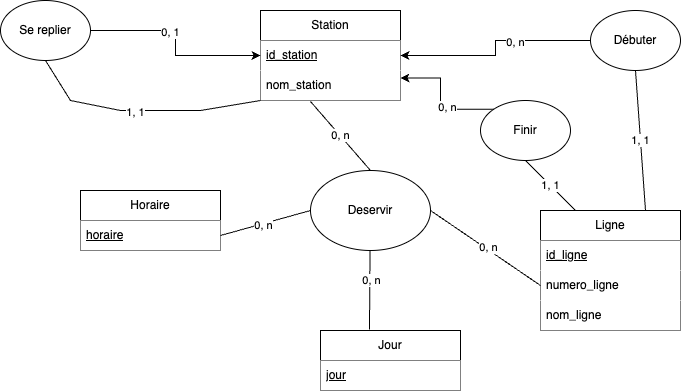 Se replier
0, 1
Station
id_station
nom_station
0, n
Débuter
1, 1
0, n
Finir
0, n
1, 1
1, 1
Horaire
horaire
0, n
Deservir
0, n
0, n
Ligne
id_ligne
numero_ligne
nom_ligne
Jour
jour